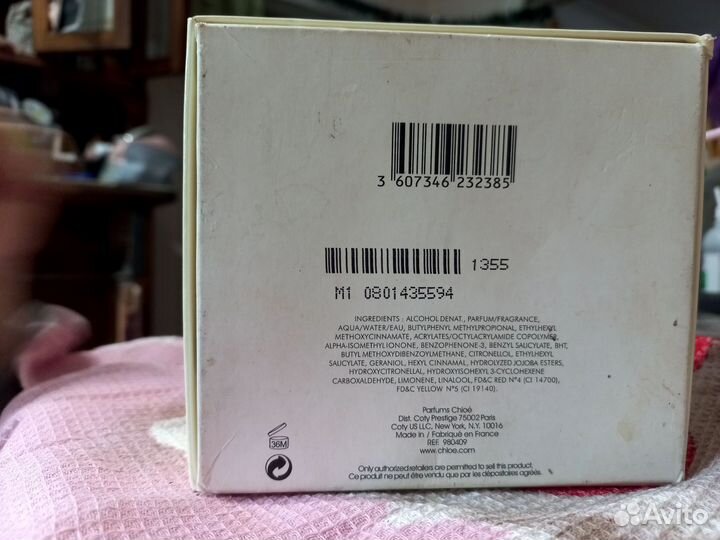 3 607346 232385
1355
M1 0801435594
INGREDIENTS : ALCOHOL DENAT., PARFUM/FRAGRANCE,
AQUA/WATER/EAU, BUTYLPHENYL METHYLPROPIONAL, ETHYLHEXYL
METHOXYCINNAMATE, ACRYLATES/OCTYLACRYLAMIDE COPOLYMER,
ALPHA-ISOMETHYL IONONE, BENZOPHENONE-3, BENZYL SALICYLATE, BHT,
BUTYL METHOXYDIBENZOYLMETHANE, CITRONELLOL, ETHYLHEXYL
SALICYLATE, GERANIOL, HEXYL CINNAMAL, HYDROLYZED JOJOBA ESTERS,
HYDROXYCITRONELLAL, HYDROXYISOHEXYL 3-CYCLOHEXENE
CARBOXALDEHYDE, LIMONENE, LINALOOL, FD&C RED N°4 (CI 14700),
FD&C YELLOW N°5 (CI 19140).
Parfums Chloé
Dist. Coty Prestige 75002 Paris
Coty US LLC, New York, N.Y. 10016
Made in / Fabriqué en France
REF. 980409
www.chloe.com
36M
Only authorized retailers are permitted to sell this product.
Ce produit ne peut être vendu que par les dépositaires agréés.
Avito